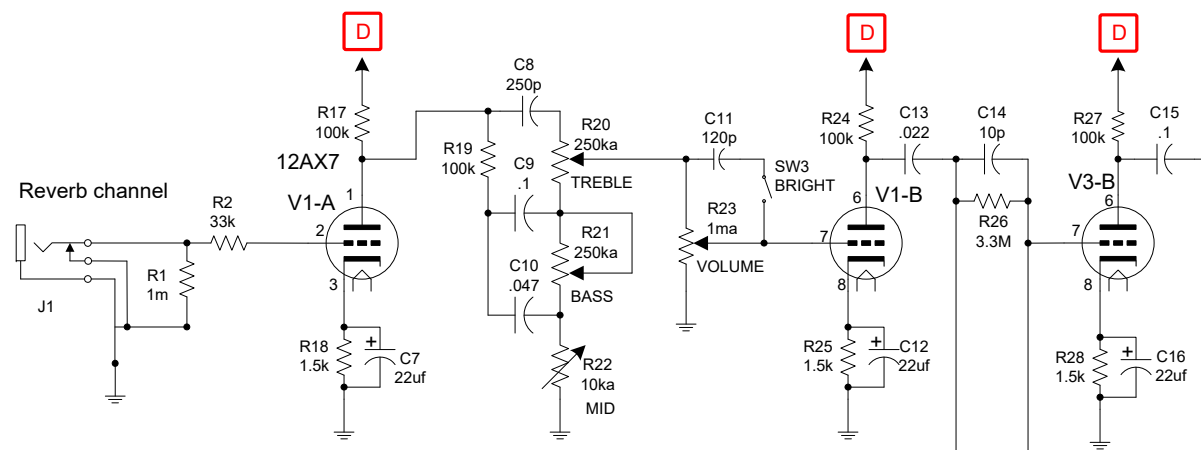 D
D
D
C8
250p
R17
100k
R20
250ka
C11
120p
R24
100k
C13
.022
C14
10p
R27
100k
C15
.1
R19
100k
12AX7
C9
.1
TREBLE
SW3
BRIGHT
Reverb channel
V1-A
1
V1-B
6
V3-B
6
R2
33k
2
R21
250ka
R23
1ma
7
R26
3.3M
7
R1
1m
3
C10
.047
BASS
VOLUME
8
8
J1
R18
1.5k
+
C7
22uf
R22
10ka
MID
R25
1.5k
+
C12
22uf
R28
1.5k
+
C16
22uf